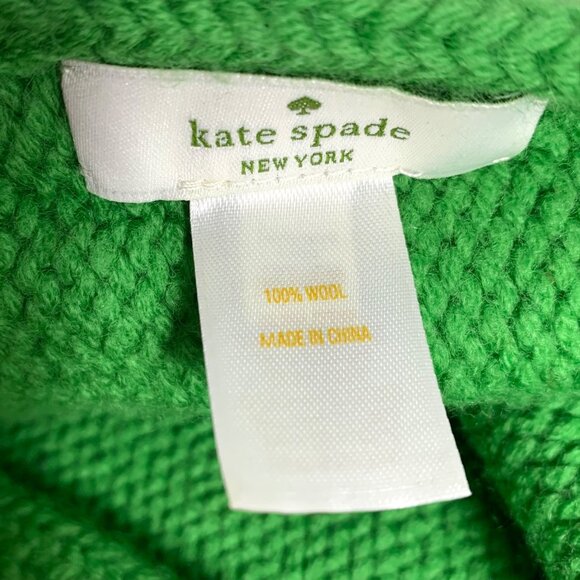 kate spade
NEW YORK
100% WOOL
MADE IN CHINA